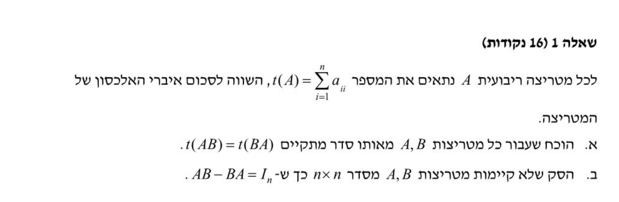 שאלה 1 (16 נקודות)
לכל מטריצה ריבועית A נתאים את המספר t(A) = \sum_{i=1}^{n} a_{ii}, השווה לסכום איברי האלכסון של
המטריצה.
א. הוכח שעבור כל מטריצות A, B מאותו סדר מתקיים t(AB) = t(BA).
ב. הסק שלא קיימות מטריצות A, B מסדר n×n כך ש- AB − BA = I_n.